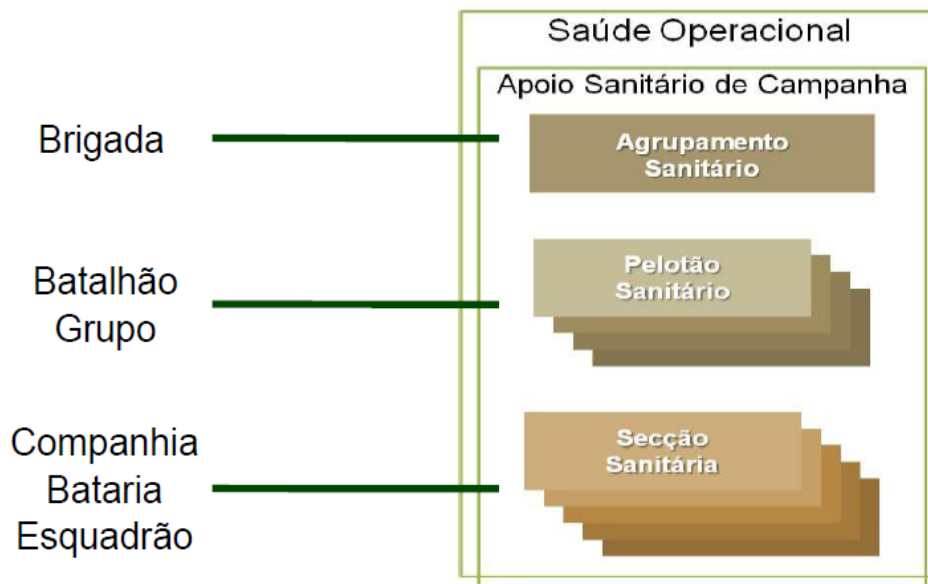 Saúde Operacional
Apoio Sanitário de Campanha
Brigada
Agrupamento
Sanitário
Batalhão
Grupo
Pelotão
Sanitário
Companhia
Bataria
Esquadrão
Secção
Sanitária